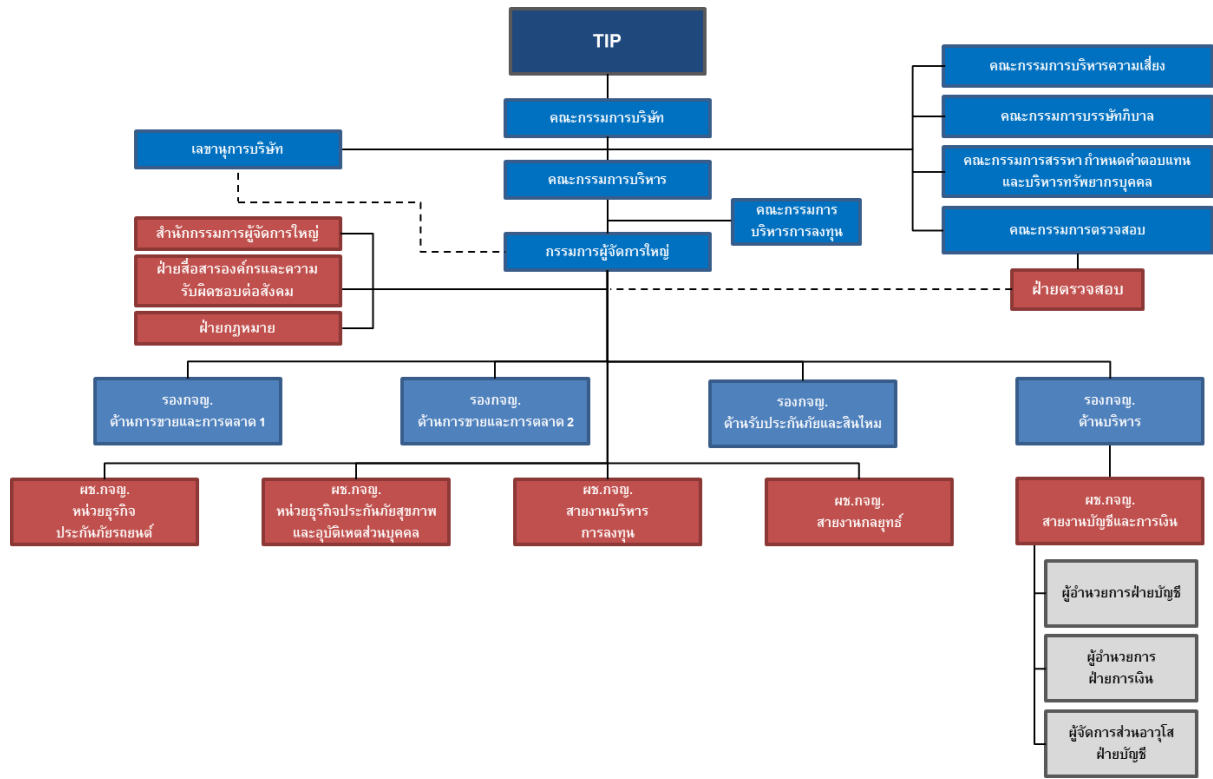 TIP
คณะกรรมการบริษัท
เลขานุการบริษัท
คณะกรรมการบริหาร
คณะกรรมการ
บริหารการลงทุน
กรรมการผู้จัดการใหญ่
คณะกรรมการบริหารความเสี่ยง
คณะกรรมการบรรษัทภิบาล
คณะกรรมการสรรหา กำหนดค่าตอบแทน
และบริหารทรัพยากรบุคคล
คณะกรรมการตรวจสอบ
ฝ่ายตรวจสอบ
สำนักกรรมการผู้จัดการใหญ่
ฝ่ายสื่อสารองค์กรและความ
รับผิดชอบต่อสังคม
ฝ่ายกฎหมาย
รองกจญ.
ด้านการขายและการตลาด 1
รองกจญ.
ด้านการขายและการตลาด 2
รองกจญ.
ด้านรับประกันภัยและสินไหม
รองกจญ.
ด้านบริหาร
ผช.กจญ.
หน่วยธุรกิจ
ประกันภัยรถยนต์
ผช.กจญ.
หน่วยธุรกิจประกันภัยสุขภาพ
และอุบัติเหตุส่วนบุคคล
ผช.กจญ.
สายงานบริหาร
การลงทุน
ผช.กจญ.
สายงานกลยุทธ์
ผช.กจญ.
สายงานบัญชีและการเงิน
ผู้อำนวยการฝ่ายบัญชี
ผู้อำนวยการ
ฝ่ายการเงิน
ผู้จัดการส่วนอาวุโส
ฝ่ายบัญชี